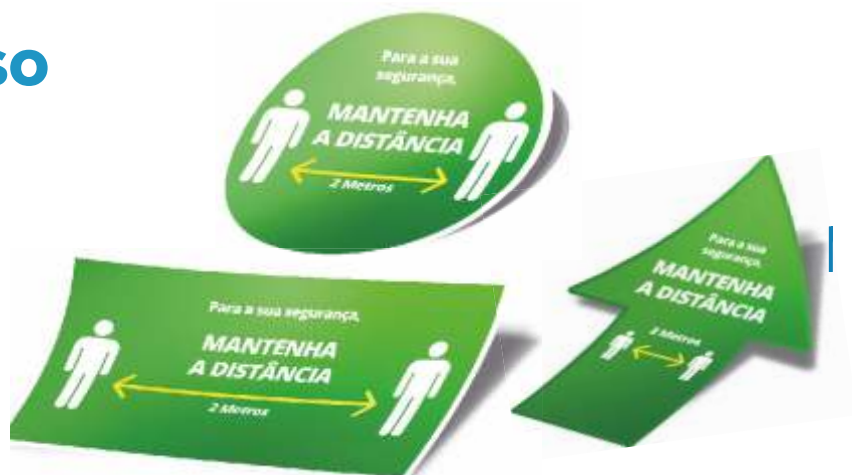 so
Para a sua
segurança,
MANTENHA
A DISTÂNCIA
2 Metros
Para a sua
segurança,
MANTENHA
A DISTÂNCIA
2 Metros
Para a sua segurança,
MANTENHA
A DISTÂNCIA
2 Metros